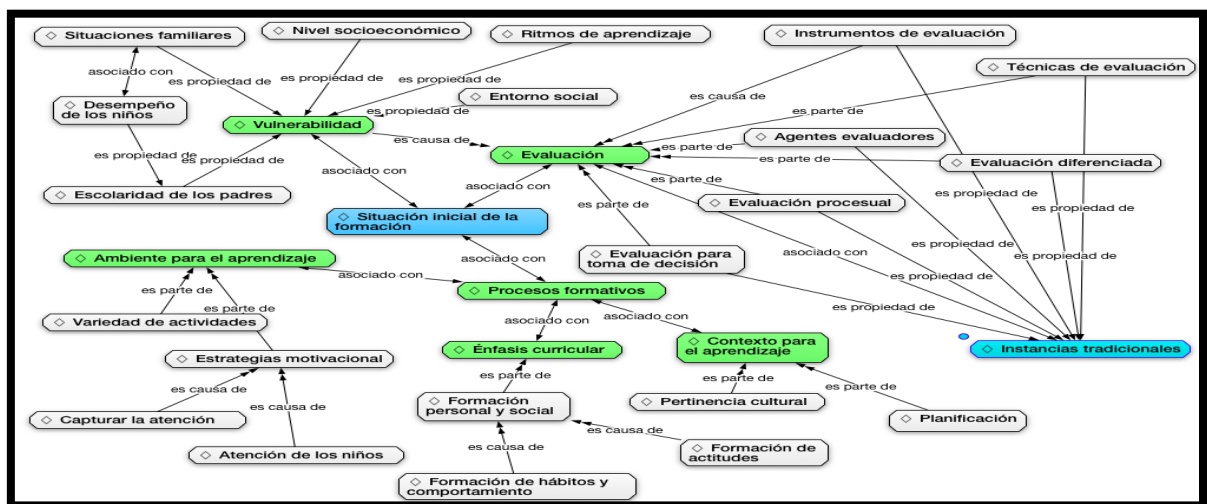 ◇ Situaciones familiares
◇ Nivel socioeconómico
◇ Ritmos de aprendizaje
◇ Instrumentos de evaluación
asociado con
es propiedad de
es propiedad de
es propiedad de
◇ Técnicas de evaluación
◇ Desempeño
de los niños
es propiedad de
◇ Entorno social
es causa de
es parte de
◇ Vulnerabilidad
es causa de
◇ Agentes evaluadores
es parte de
◇ Evaluación
es parte de
◇ Evaluación diferenciada
es propiedad de
es propiedad de
◇ Escolaridad de los padres
asociado con
asociado con
es parte de
es propiedad de
es propiedad de
◇ Evaluación procesual
es parte de
◇ Situación inicial de la
formación
asociado con
es propiedad de
◇ Ambiente para el aprendizaje
asociado con
asociado con
◇ Evaluación para
toma de decisión
es propiedad de
◇ Procesos formativos
es parte de
es parte de
es propiedad de
◇ Variedad de actividades
asociado con
asociado con
◇ Estrategias motivacional
◇ Énfasis curricular
◇ Contexto para
el aprendizaje
◇ Instancias tradicionales
es causa de
es parte de
es parte de
es parte de
◇ Capturar la atención
es causa de
◇ Formación
personal y social
◇ Pertinencia cultural
◇ Planificación
es causa de
◇ Atención de los niños
es causa de
◇ Formación de
actitudes
◇ Formación de hábitos y
comportamiento